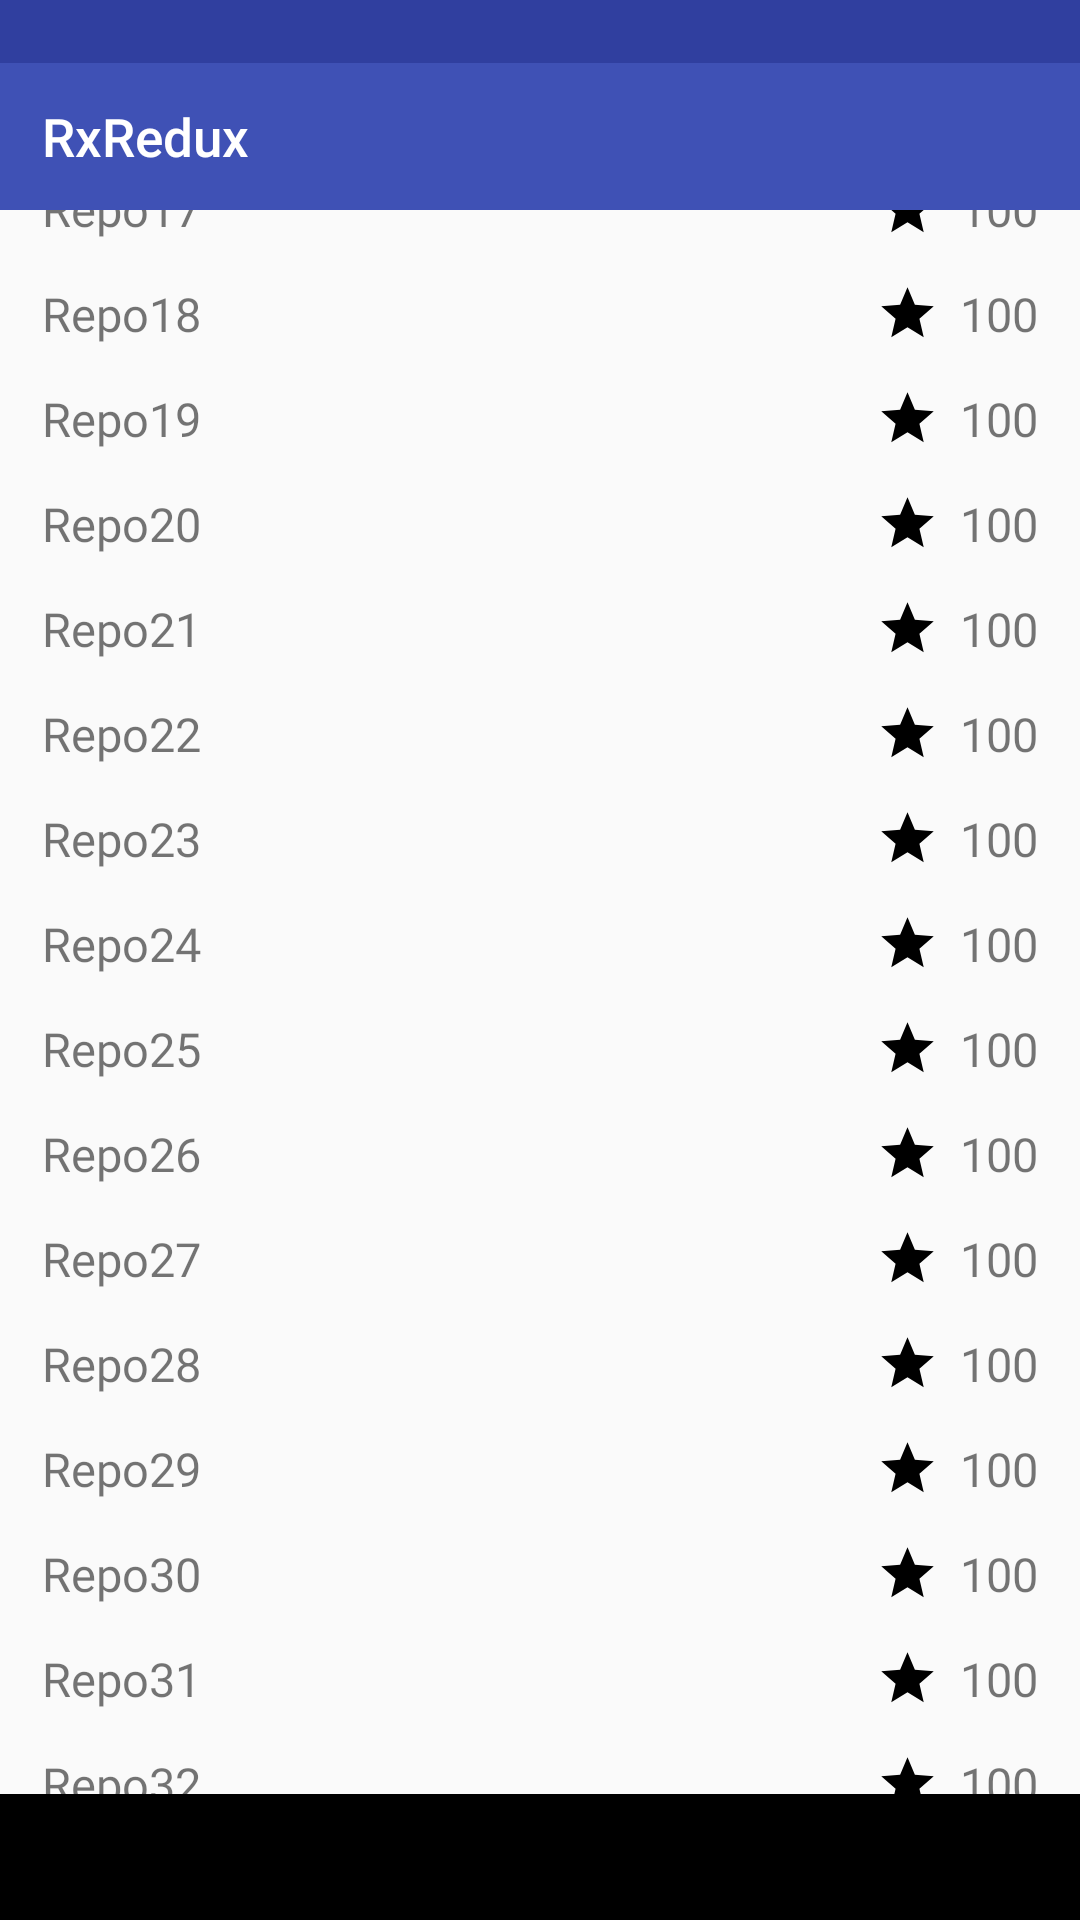 RxRedux
Repo17 100
Repo18 100
Repo19 100
Repo20 100
Repo21 100
Repo22 100
Repo23 100
Repo24 100
Repo25 100
Repo26 100
Repo27 100
Repo28 100
Repo29 100
Repo30 100
Repo31 100
Repo32 100